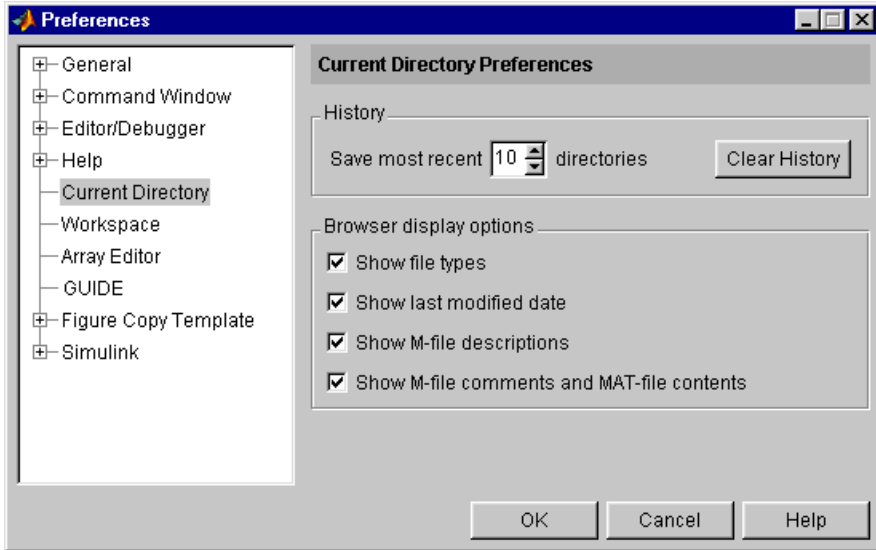 Preferences
General
Command Window
Editor/Debugger
Help
Current Directory
Workspace
Array Editor
GUIDE
Figure Copy Template
Simulink
Current Directory Preferences
History
Save most recent 10 directories Clear History
Browser display options
Show file types
Show last modified date
Show M-file descriptions
Show M-file comments and MAT-file contents
OK Cancel Help